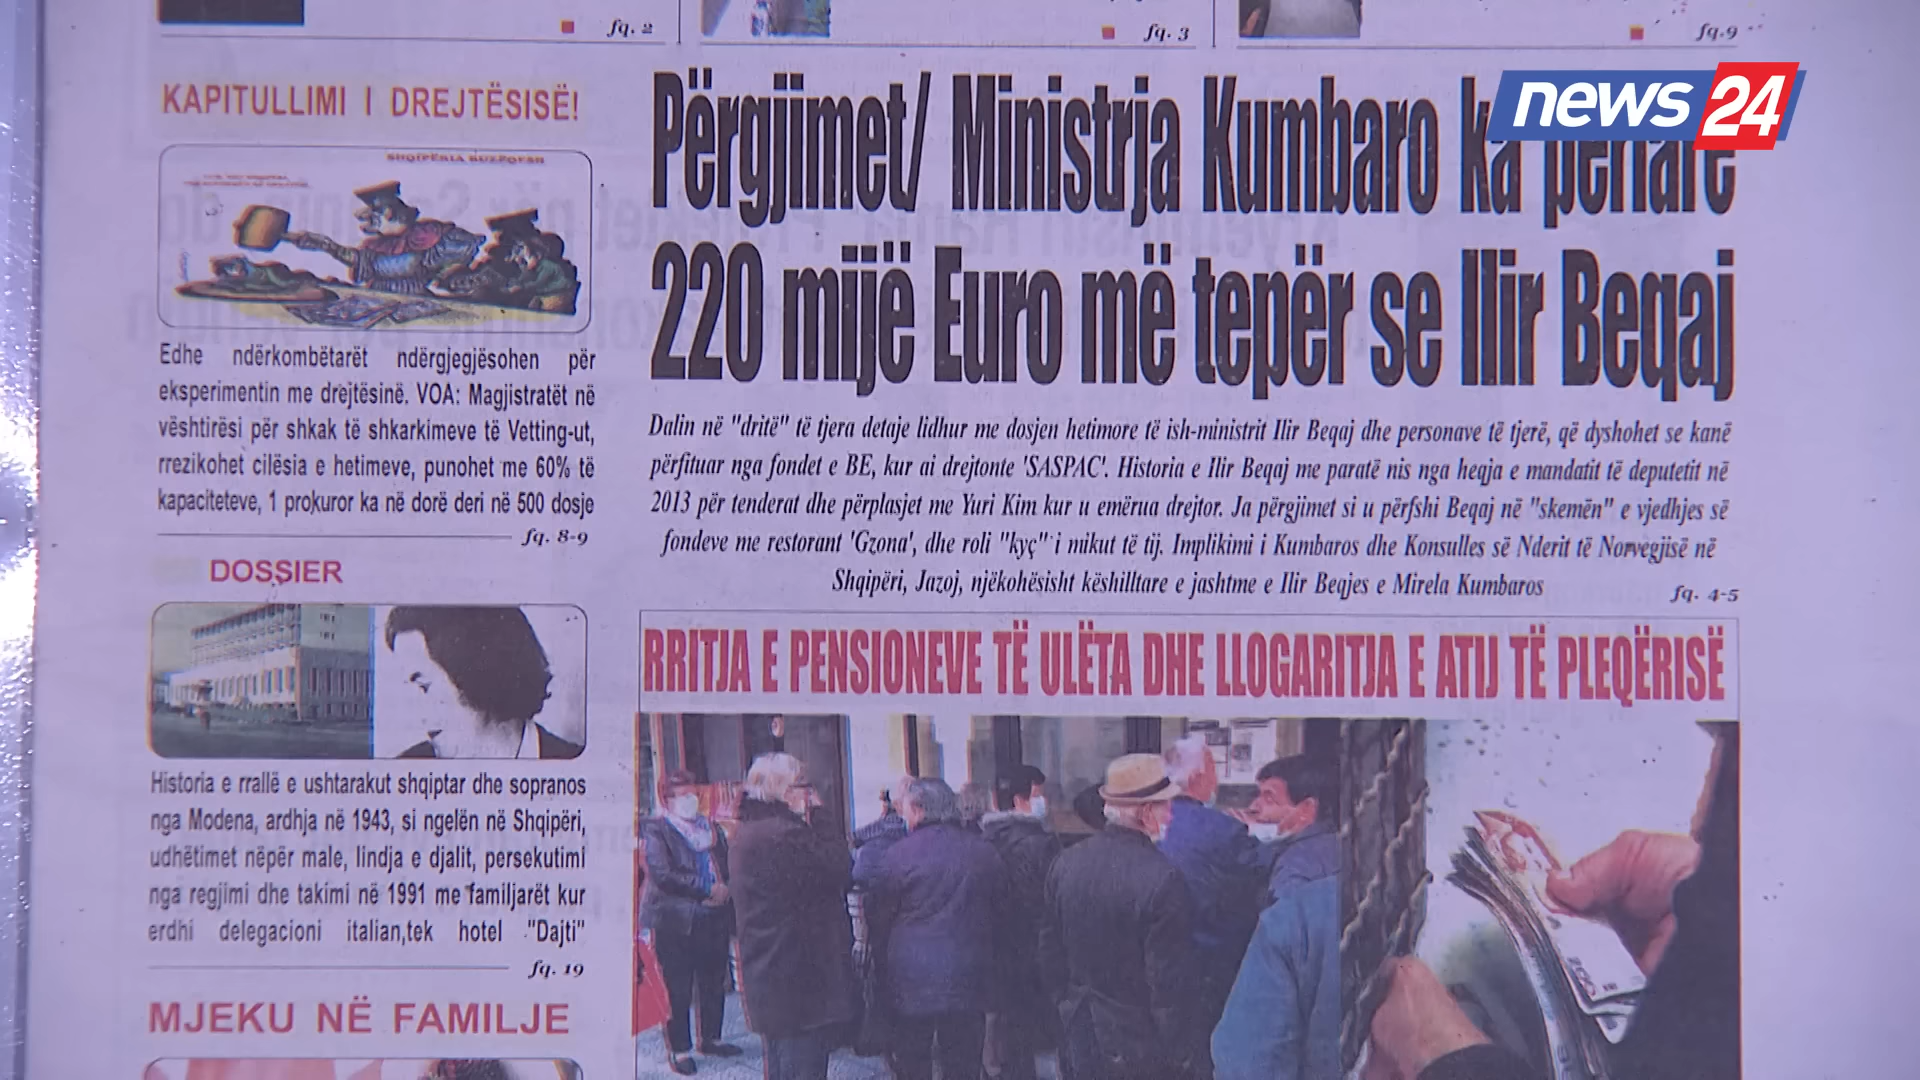 fq. 2
fq. 3
fq.9
news 24
KAPITULLIMI I DREJTËSISË!
SHQIPËRIA BUZËQESH
Edhe ndërkombëtarët ndërgjegjësohen për
eksperimentin me drejtësinë. VOA: Magjistratët në
vështirësi për shkak të shkarkimeve të Vetting-ut,
rrezikohet cilësia e hetimeve, punohet me 60% të
kapaciteteve, 1 prokuror ka në dorë deri në 500 dosje
fq. 8-9
DOSSIER
Historia e rrallë e ushtarakut shqiptar dhe sopranos
nga Modena, ardhja në 1943, si ngelën në Shqipëri,
udhëtimet nëpër male, lindja e djalit, persekutimi
nga regjimi dhe takimi në 1991 me familjarët kur
erdhi delegacioni italian,tek hotel "Dajti"
fq. 19
MJEKU NË FAMILJE
Përgjimet/ Ministrja Kumbaro ka përfarë
220 mijë Euro më tepër se Ilir Beqaj
Dalin në "dritë" të tjera detaje lidhur me dosjen hetimore të ish-ministrit Ilir Beqaj dhe personave të tjerë, që dyshohet se kanë
përfituar nga fondet e BE, kur ai drejtonte 'SASPAC'. Historia e Ilir Beqaj me paratë nis nga heqja e mandatit të deputetit në
2013 për tenderat dhe përplasjet me Yuri Kim kur u emërua drejtor. Ja përgjimet si u përfshi Beqaj në "skemën" e vjedhjes së
fondeve me restorant 'Gzona', dhe roli "kyç" i mikut të tij. Implikimi i Kumbaros dhe Konsulles së Nderit të Norvegjisë në
Shqipëri, Jazoj, njëkohësisht këshilltare e jashtme e Ilir Beqjes e Mirela Kumbaros
fq. 4-5
RRITJA E PENSIONEVE TË ULËTA DHE LLOGARITJA E ATIJ TË PLEQËRISË